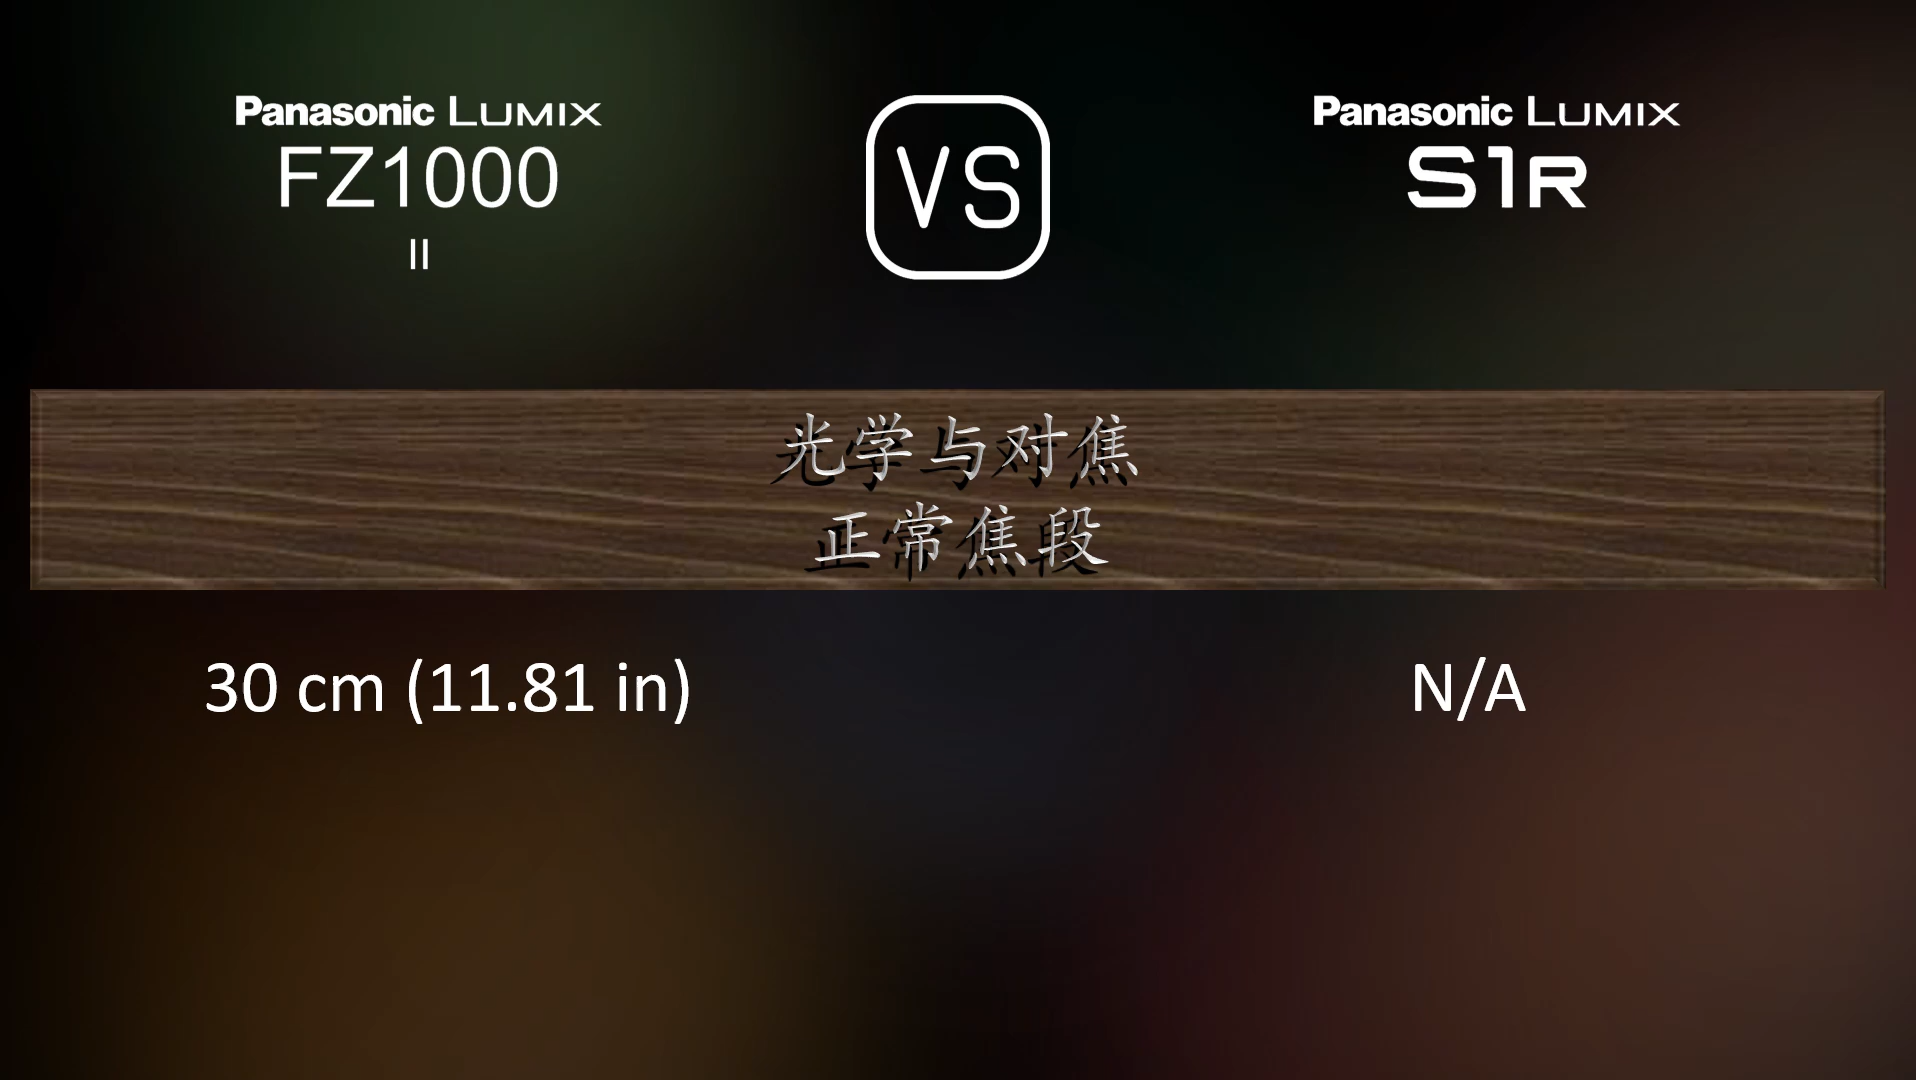 Panasonic LUMIX
FZ1000
II
VS
Panasonic LUMIX
S1R
光学与对焦
正常焦段
30 cm (11.81 in)
N/A